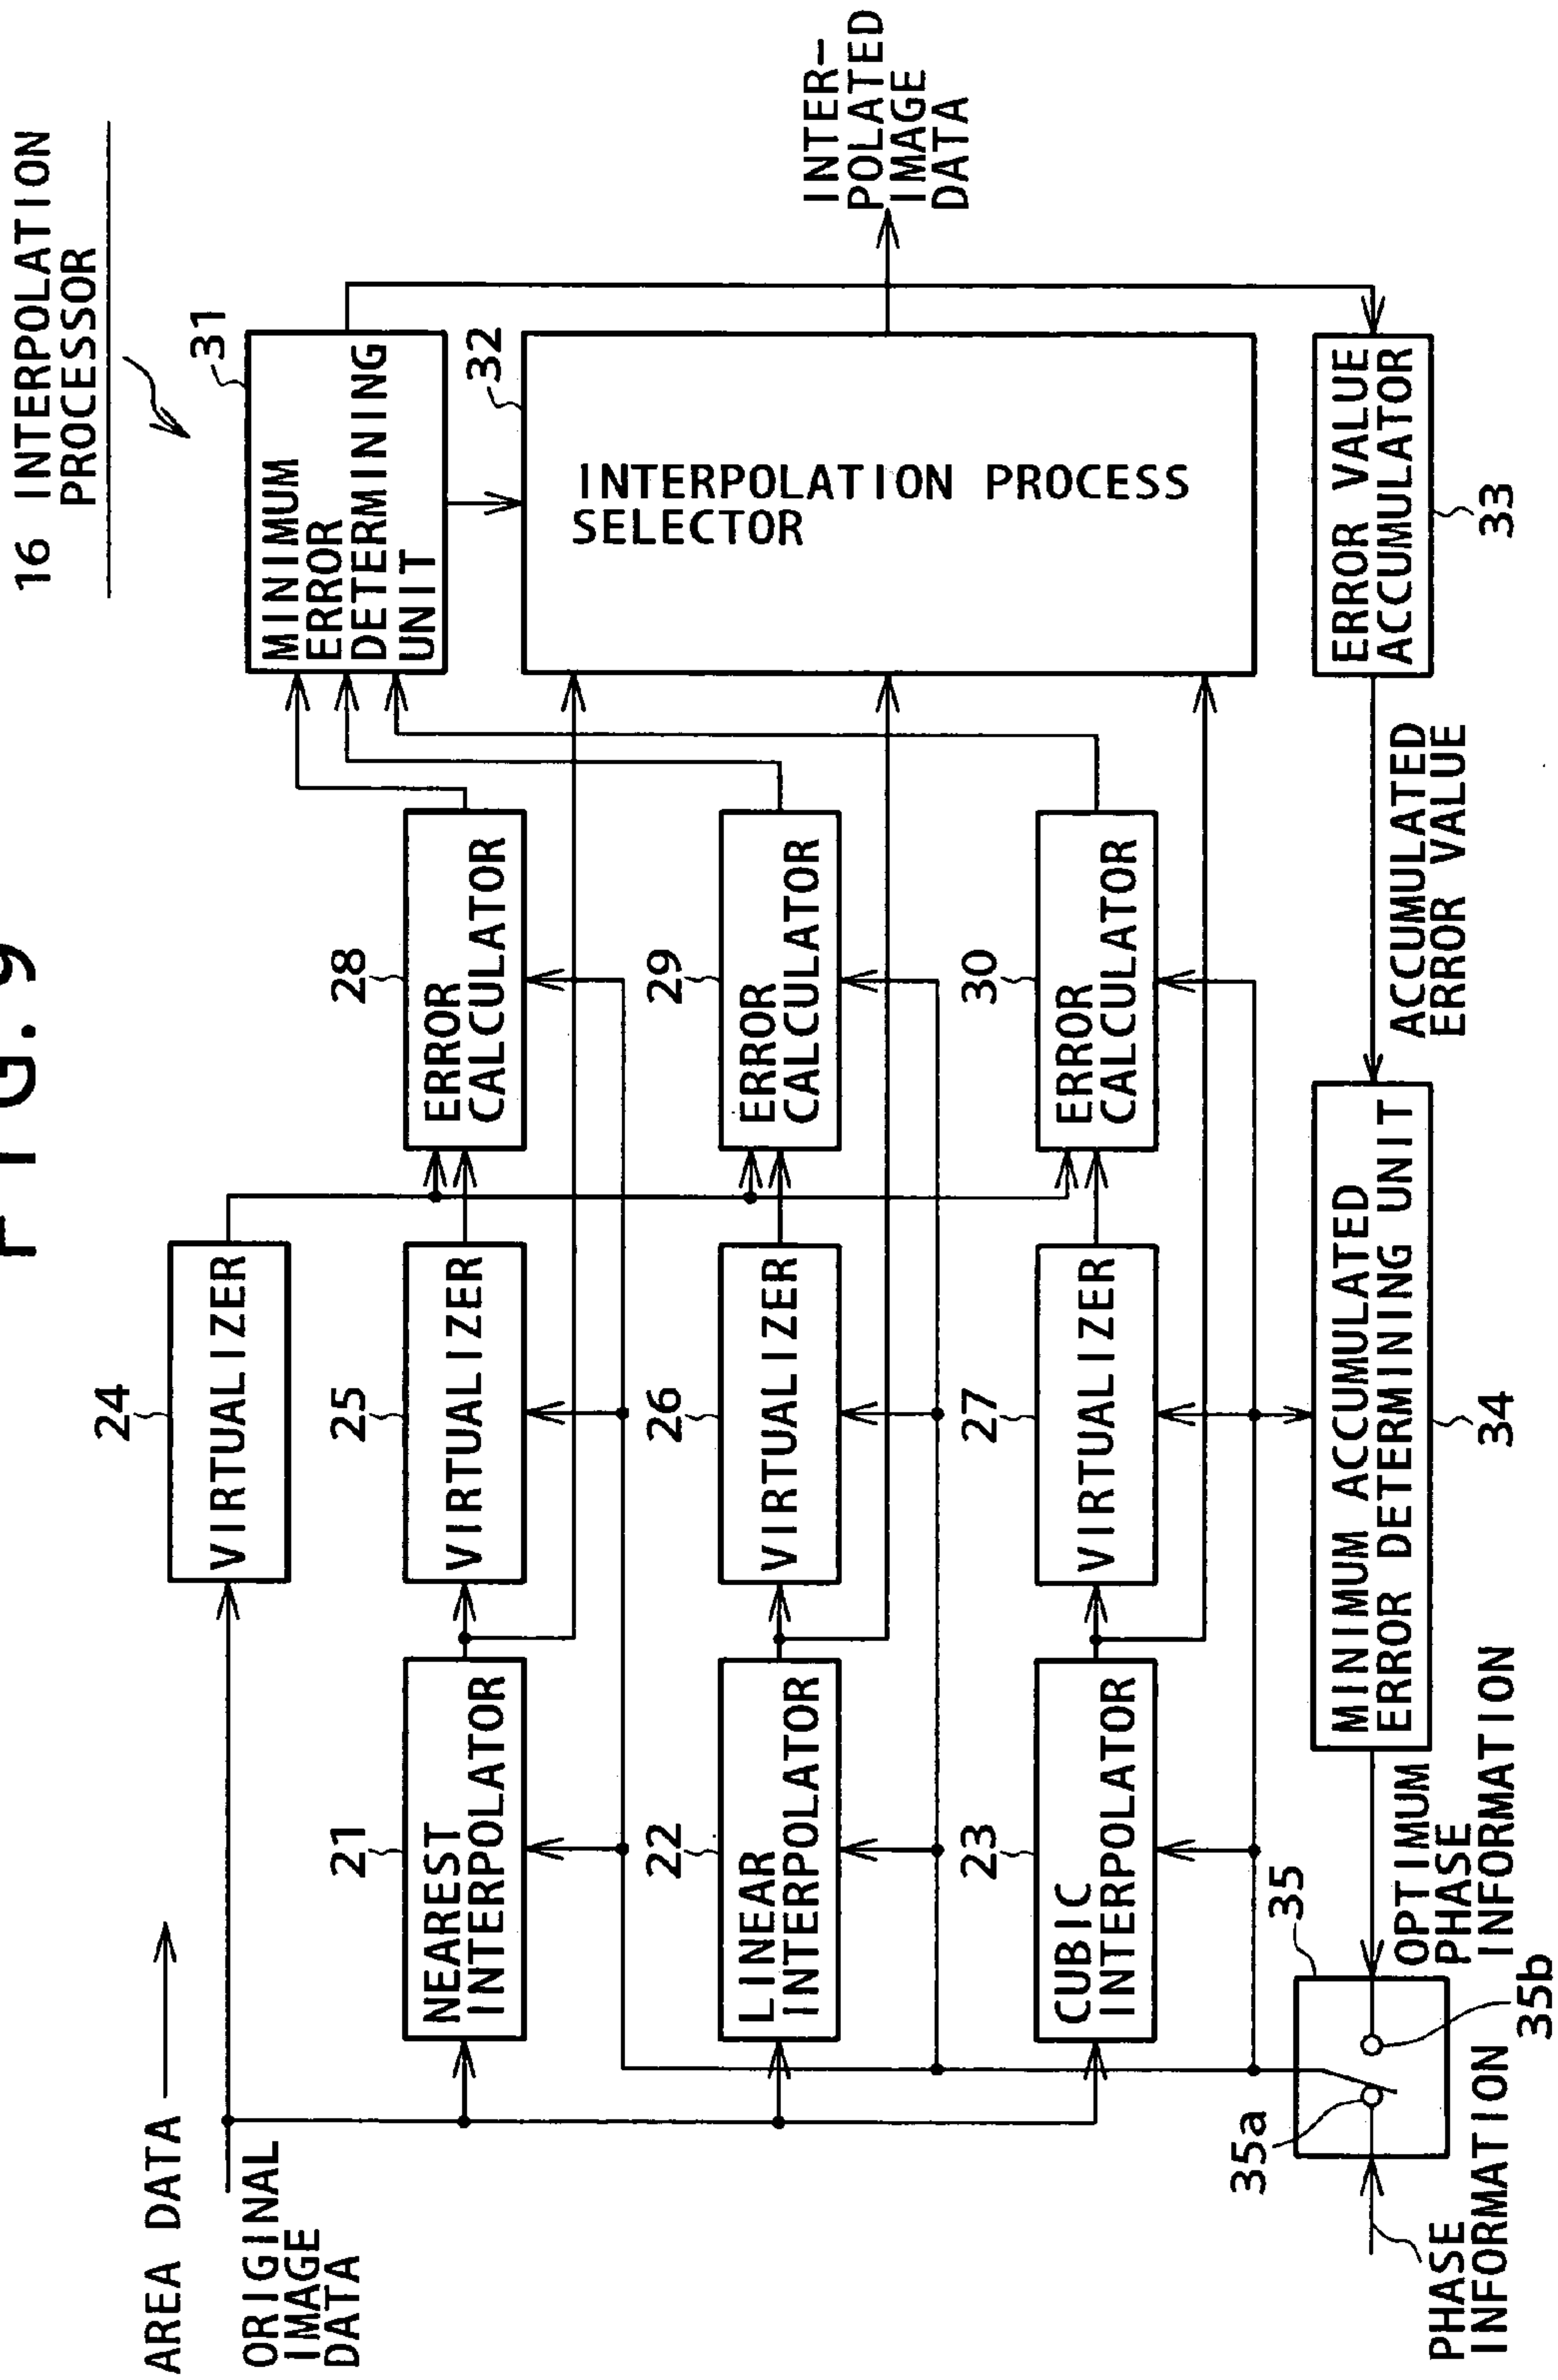 FIG. 9
16 INTERPOLATION
PROCESSOR
AREA DATA
ORIGINAL
IMAGE
DATA
24
VIRTUALIZER
21
NEAREST
INTERPOLATOR
25
VIRTUALIZER
28
ERROR
CALCULATOR
31
MINIMUM
ERROR
DETERMINING
UNIT
22
LINEAR
INTERPOLATOR
26
VIRTUALIZER
29
ERROR
CALCULATOR
32
INTERPOLATION PROCESS
SELECTOR
INTER-
POLATED
IMAGE
DATA
23
CUBIC
INTERPOLATOR
27
VIRTUALIZER
30
ERROR
CALCULATOR
35
35a
35b
PHASE
INFORMATION
OPTIMUM
PHASE
INFORMATION
MINIMUM ACCUMULATED
ERROR DETERMINING UNIT
34
ACCUMULATED
ERROR VALUE
ERROR VALUE
ACCUMULATOR
33